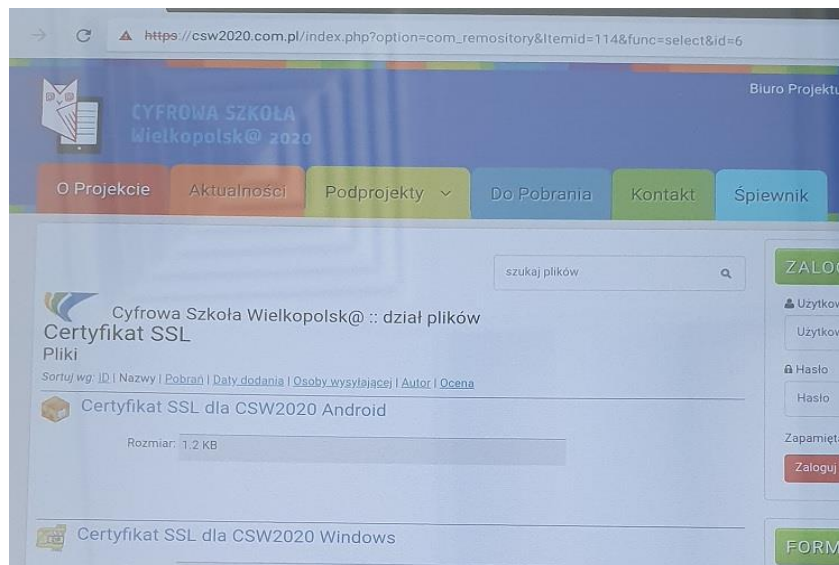 https://csw2020.com.pl/index.php?option=com_remository&Itemid=114&func=select&id=6
Biuro Projektu
CYFROWA SZKOŁA
Wielkopolsk@ 2020
O Projekcie
Aktualności
Podprojekty
Do Pobrania
Kontakt
Śpiewnik
szukaj plików
ZALO
Użytkow
Cyfrowa Szkoła Wielkopolsk@ :: dział plików
Certyfikat SSL
Użytkow
Pliki
Hasło
Sortuj wg: ID | Nazwy | Pobrań | Daty dodania | Osoby wysyłającej | Autor | Ocena
Hasło
Certyfikat SSL dla CSW2020 Android
Zapamięt
Rozmiar: 1.2 KB
Zaloguj
Certyfikat SSL dla CSW2020 Windows
FORM